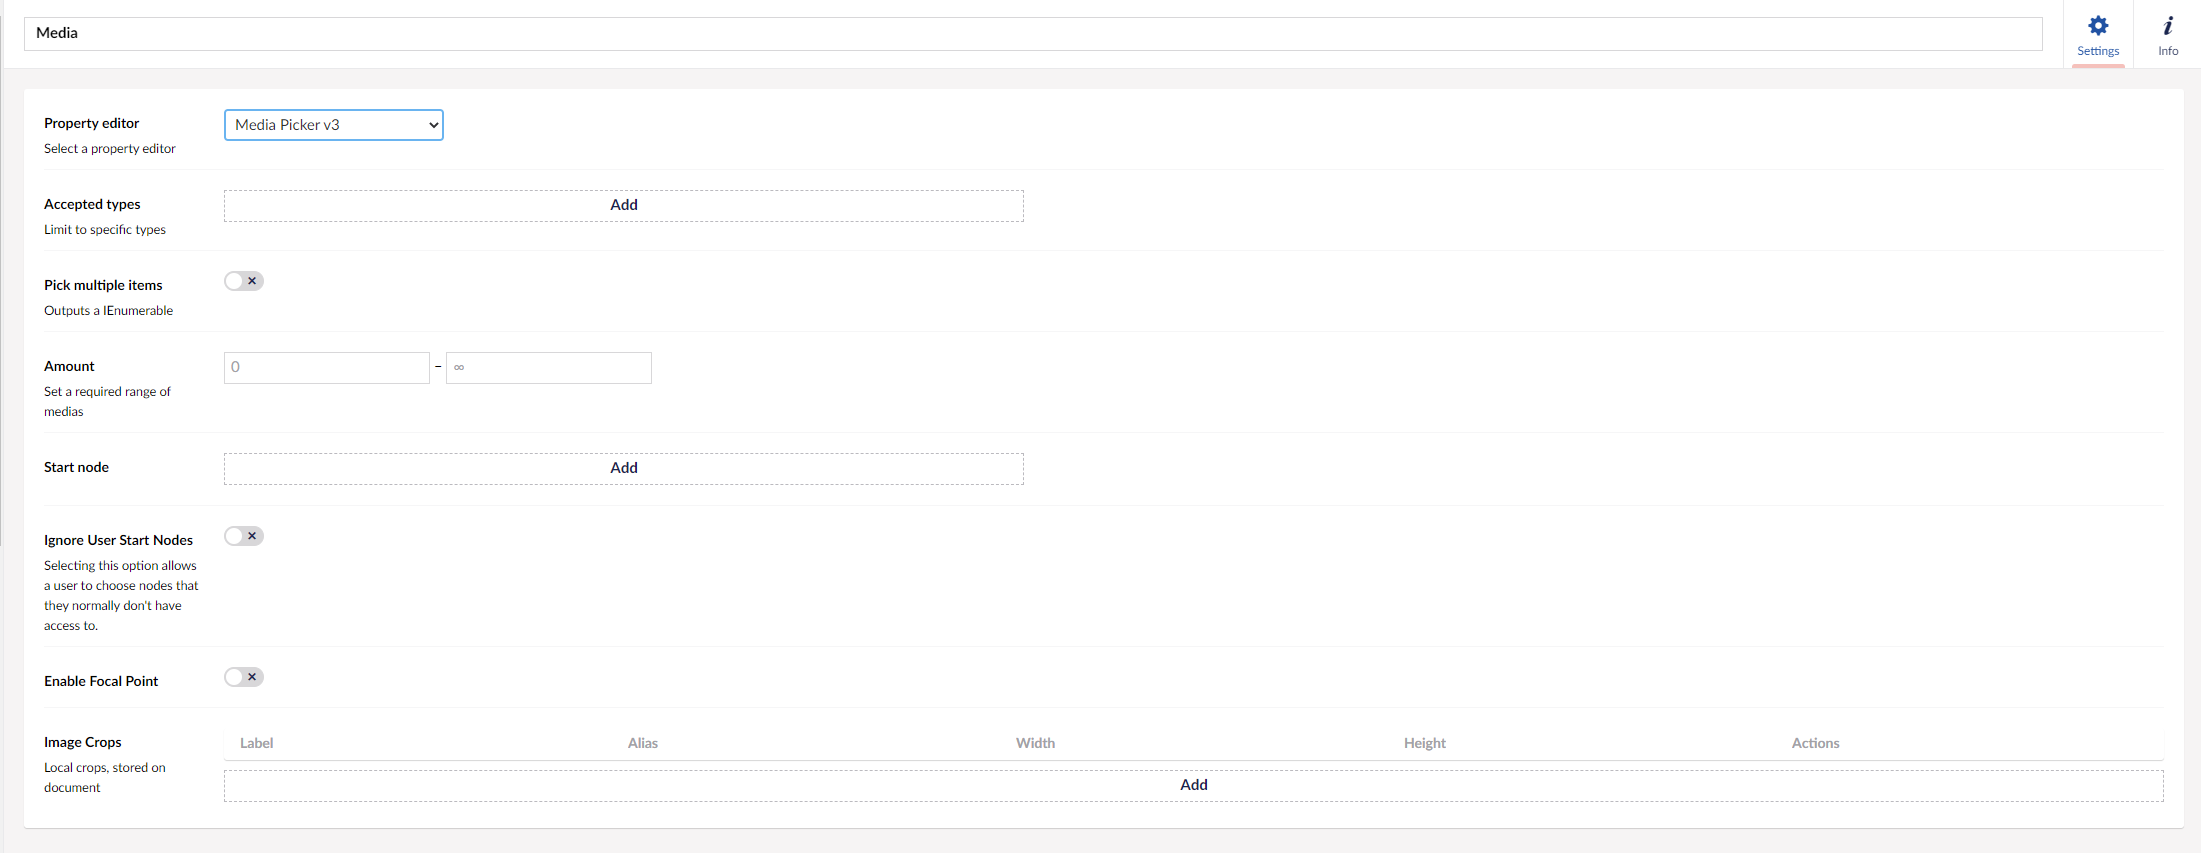 Media
Settings
Info
Property editor
Media Picker v3
Select a property editor
Accepted types
Add
Limit to specific types
Pick multiple items
Outputs a IEnumerable
Amount
0 – ∞
Set a required range of
medias
Start node
Add
Ignore User Start Nodes
Selecting this option allows
a user to choose nodes that
they normally don't have
access to.
Enable Focal Point
Image Crops
Label Alias Width Height Actions
Local crops, stored on
document
Add